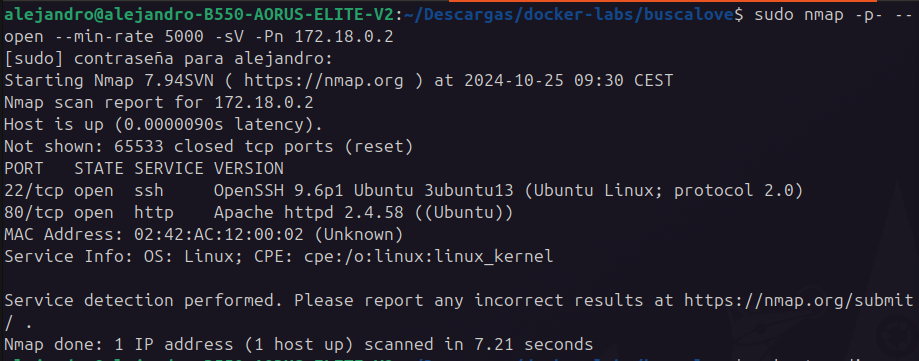 alejandro@alejandro-B550-AORUS-ELITE-V2:~/Descargas/docker-labs/buscalove$ sudo nmap -p- --
open --min-rate 5000 -sV -Pn 172.18.0.2
[sudo] contraseña para alejandro:
Starting Nmap 7.94SVN ( https://nmap.org ) at 2024-10-25 09:30 CEST
Nmap scan report for 172.18.0.2
Host is up (0.0000090s latency).
Not shown: 65533 closed tcp ports (reset)
PORT   STATE SERVICE VERSION
22/tcp open  ssh     OpenSSH 9.6p1 Ubuntu 3ubuntu13 (Ubuntu Linux; protocol 2.0)
80/tcp open  http    Apache httpd 2.4.58 ((Ubuntu))
MAC Address: 02:42:AC:12:00:02 (Unknown)
Service Info: OS: Linux; CPE: cpe:/o:linux:linux_kernel

Service detection performed. Please report any incorrect results at https://nmap.org/submit
/ .
Nmap done: 1 IP address (1 host up) scanned in 7.21 seconds